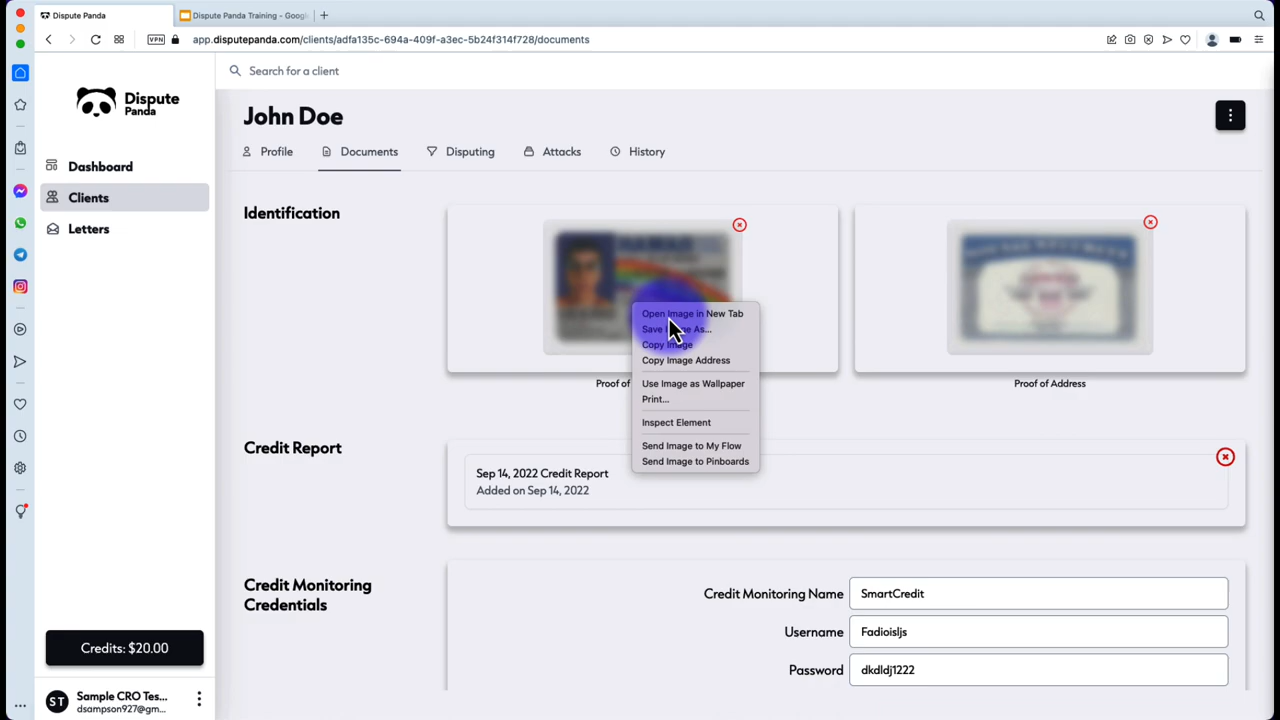 Dispute Panda
Dispute Panda Training - Goog
VPN
app.disputepanda.com/clients/adfa135c-694a-409f-a3ec-5b24f314f728/documents
Dispute
Panda
Dashboard
Clients
Letters
Credits: $20.00
ST
Sample CRO Tes...
dsampson927@gm...
Search for a client
John Doe
Profile
Documents
Disputing
Attacks
History
Identification
Proof of
Proof of Address
Open Image in New Tab
Save Image As...
Copy Image
Copy Image Address
Use Image as Wallpaper
Print...
Inspect Element
Send Image to My Flow
Send Image to Pinboards
Credit Report
Sep 14, 2022 Credit Report
Added on Sep 14, 2022
Credit Monitoring
Credentials
Credit Monitoring Name
SmartCredit
Username
Fadioisljs
Password
dkdldj1222